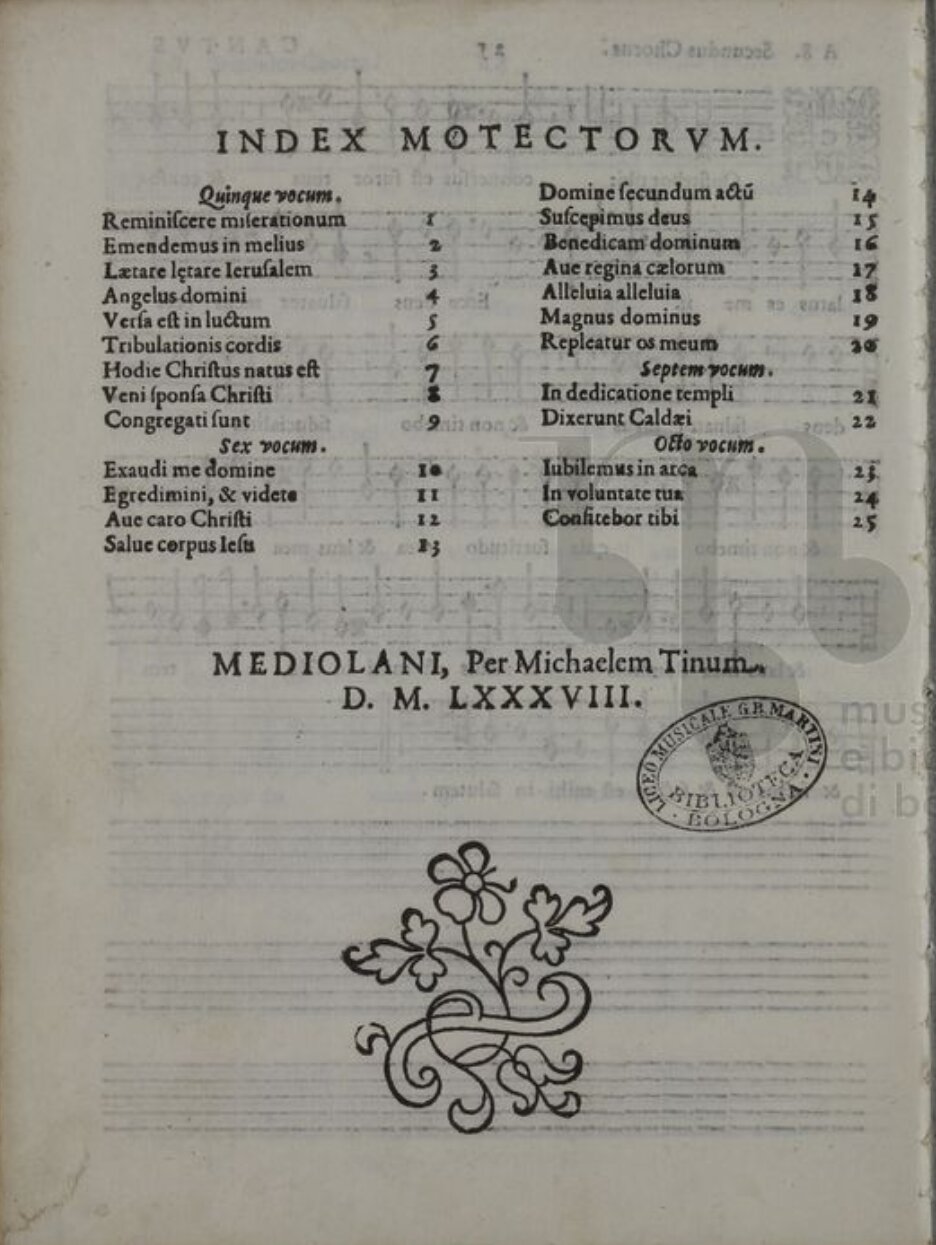 INDEX MOTECTORVM.
Quinque vocum.
Reminiſcere miſerationum 1
Emendemus in melius 2
Lætare lętare Ieruſalem 3
Angelus domini 4
Verſa eſt in luctum 5
Tribulationis cordis 6
Hodie Chriſtus natus eſt 7
Veni ſponſa Chriſti 8
Congregati ſunt 9
Sex vocum.
Exaudi me domine 10
Egredimini, & videte 11
Aue caro Chriſti 12
Salue corpus Ieſu 13
Domine ſecundum actū 14
Suſcępimus deus 15
Benedicam dominum 16
Aue regina cælorum 17
Alleluia alleluia 18
Magnus dominus 19
Repleatur os meum 20
Septem vocum.
In dedicatione templi 21
Dixerunt Caldæi 22
Octo vocum.
Iubilemus in arca 23
In voluntate tua 24
Confitebor tibi 25
MEDIOLANI, Per Michaelem Tinum.
D. M. LXXXVIII.
LICEO MUSICALE G.B. MARTINI
BIBLIOTECA
BOLOGNA
mus
e bi
di b